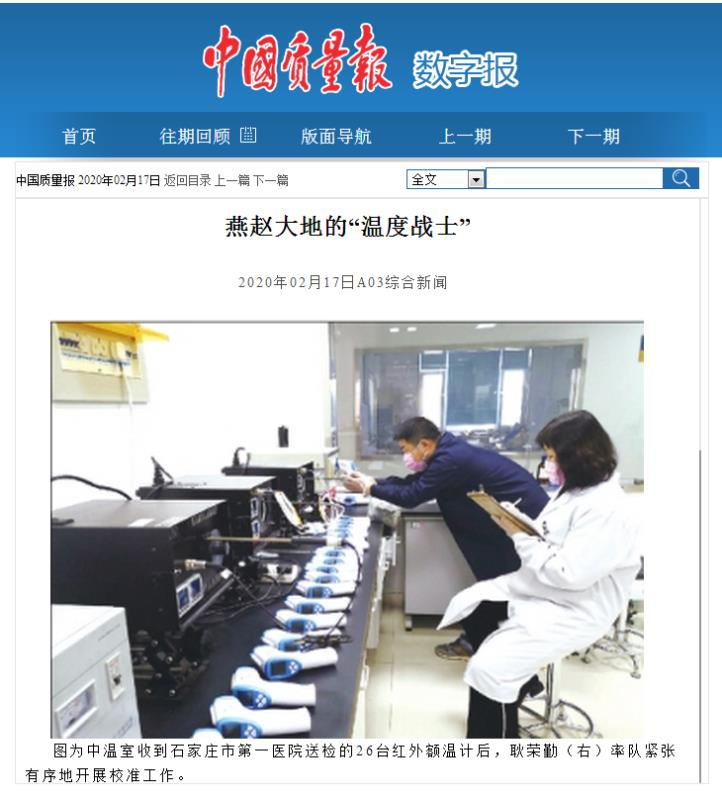 中國质量報 数字报
首页 往期回顾 版面导航 上一期 下一期
中国质量报 2020年02月17日 返回目录 上一篇 下一篇 全文
燕赵大地的“温度战士”
2020年02月17日A03综合新闻
图为中温室收到石家庄市第一医院送检的26台红外额温计后，耿荣勤（右）率队紧张
有序地开展校准工作。